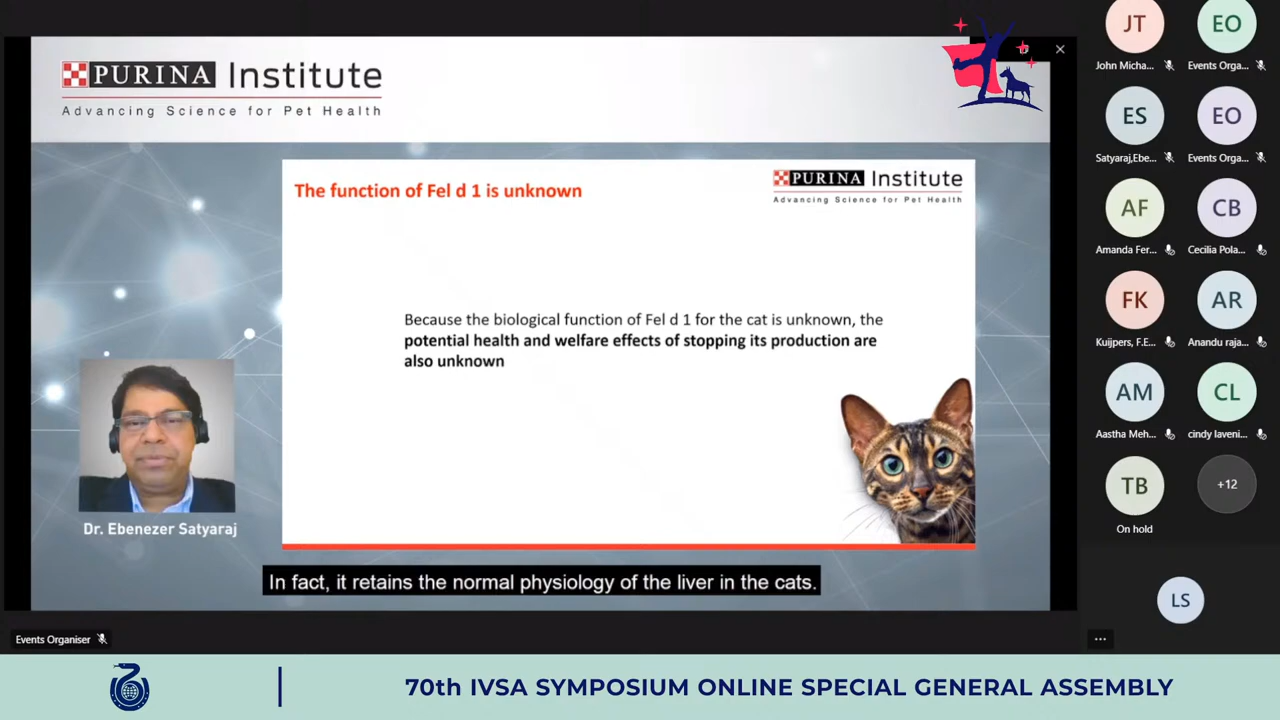 PURINA Institute
Advancing Science for Pet Health
The function of Fel d 1 is unknown
PURINA Institute
Advancing Science for Pet Health
Because the biological function of Fel d 1 for the cat is unknown, the
potential health and welfare effects of stopping its production are
also unknown
Dr. Ebenezer Satyaraj
In fact, it retains the normal physiology of the liver in the cats.
Events Organiser
JT
EO
John Micha...
Events Orga...
ES
EO
Satyaraj,Ebe...
Events Orga...
AF
CB
Amanda Fer...
Cecilia Pola...
FK
AR
Kuijpers, F.E...
Anandu raja...
AM
CL
Aastha Meh...
cindy laveni...
TB
+12
On hold
LS
70th IVSA SYMPOSIUM ONLINE SPECIAL GENERAL ASSEMBLY